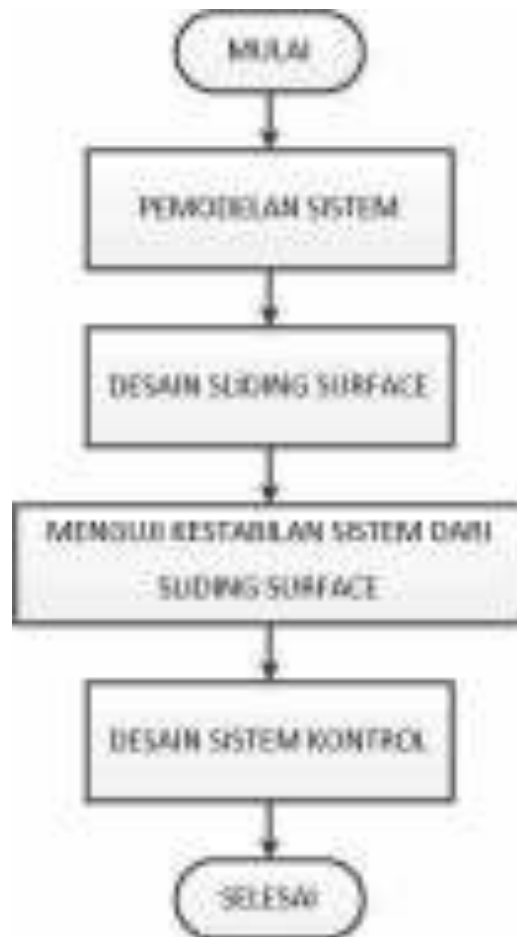 MULAI
PEMODELAN SISTEM
DESAIN SLIDING SURFACE
MENGUJI KESTABILAN SISTEM DARI
SLIDING SURFACE
DESAIN SISTEM KONTROL
SELESAI